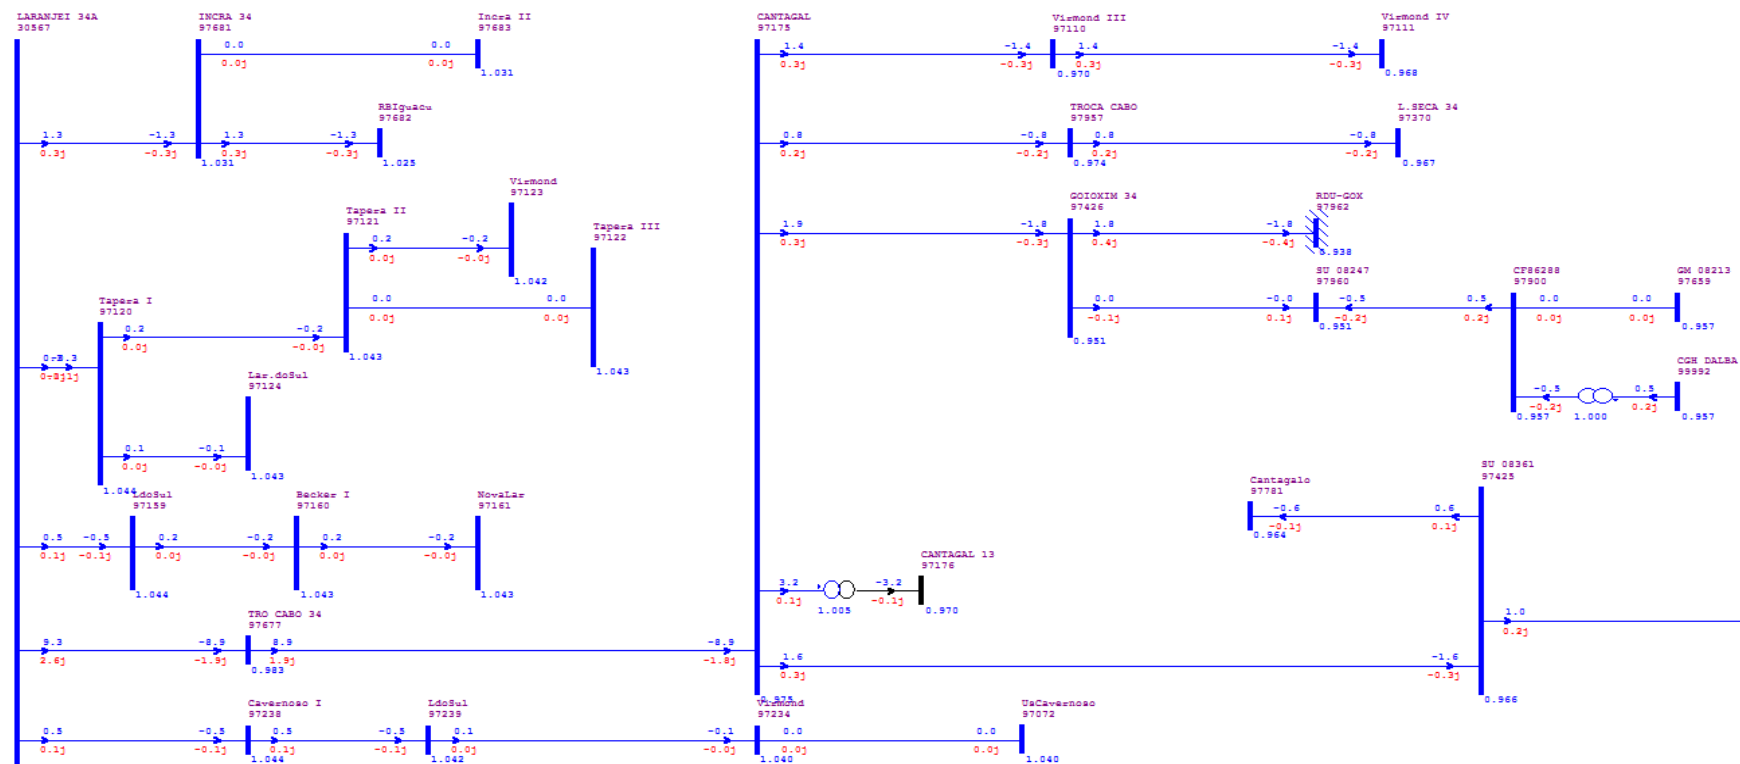 LARANJEI 34A
30567
INCRA 34
97681
Incra II
97683
CANTAGAL
97175
Virmond III
97110
Virmond IV
97111
0.0 0.0
0.0j 0.0j
1.031
1.4 -1.4 1.4 -1.4
0.3j -0.3j 0.3j -0.3j
0.970 0.968
RBIguacu
97682
TROCA CABO
97957
L.SECA 34
97370
1.3 -1.3 1.3 -1.3
0.3j -0.3j 0.3j -0.3j
1.031 1.025
0.8 -0.8 0.8 -0.8
0.2j -0.2j 0.2j -0.2j
0.974 0.967
Virmond
97123
Tapera II
97121
Tapera III
97122
GOIOXIM 34
97426
RDU-GOX
97962
0.2 -0.2
0.0j -0.0j
1.042
1.9 -1.8 1.8 -1.8
0.3j -0.3j 0.4j -0.4j
0.938
SU 08247
97960
CF86288
97900
GM 08213
97659
Tapera I
97120
0.0 0.0
0.0j 0.0j
0.0 -0.0 -0.5 0.5 0.0 0.0
-0.1j 0.1j -0.2j 0.2j 0.0j 0.0j
0.951 0.951 0.957
0.2 -0.2
0.0j -0.0j
1.043 1.043
CGH DALBA
99992
Lar.doSul
97124
-0.5 0.5
-0.2j 0.2j
0.957 1.000 0.957
0.1 -0.1
0.0j -0.0j
1.043
1.044
SU 08361
97425
Cantagalo
97781
LdoSul
97159
Becker I
97160
NovaLar
97161
-0.6 0.6
-0.1j 0.1j
0.964
0.5 -0.5 0.2 -0.2 0.2 -0.2
0.1j -0.1j 0.0j -0.0j 0.0j -0.0j
1.044 1.043 1.043
CANTAGAL 13
97176
3.2 -3.2
0.1j -0.1j
1.005 0.970
TRO CABO 34
97677
1.0
0.2j
9.3 -8.9 8.9 -8.9
2.6j -1.9j 1.9j -1.8j
0.983
1.6 -1.6
0.3j -0.3j
0.975 0.966
Cavernoso I
97238
LdoSul
97239
Virmond
97234
UsCavernoso
97072
0.5 -0.5 0.5 -0.5 0.1 -0.1 0.0 0.0
0.1j -0.1j 0.1j -0.1j 0.0j -0.0j 0.0j 0.0j
1.044 1.042 1.040 1.040